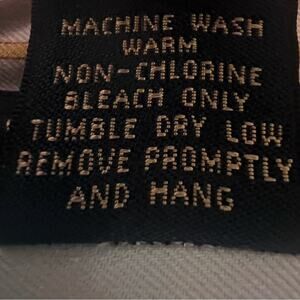 MACHINE WASH
WARM
NON-CHLORINE
BLEACH ONLY
TUMBLE DRY LOW
REMOVE PROMPTLY
AND HANG